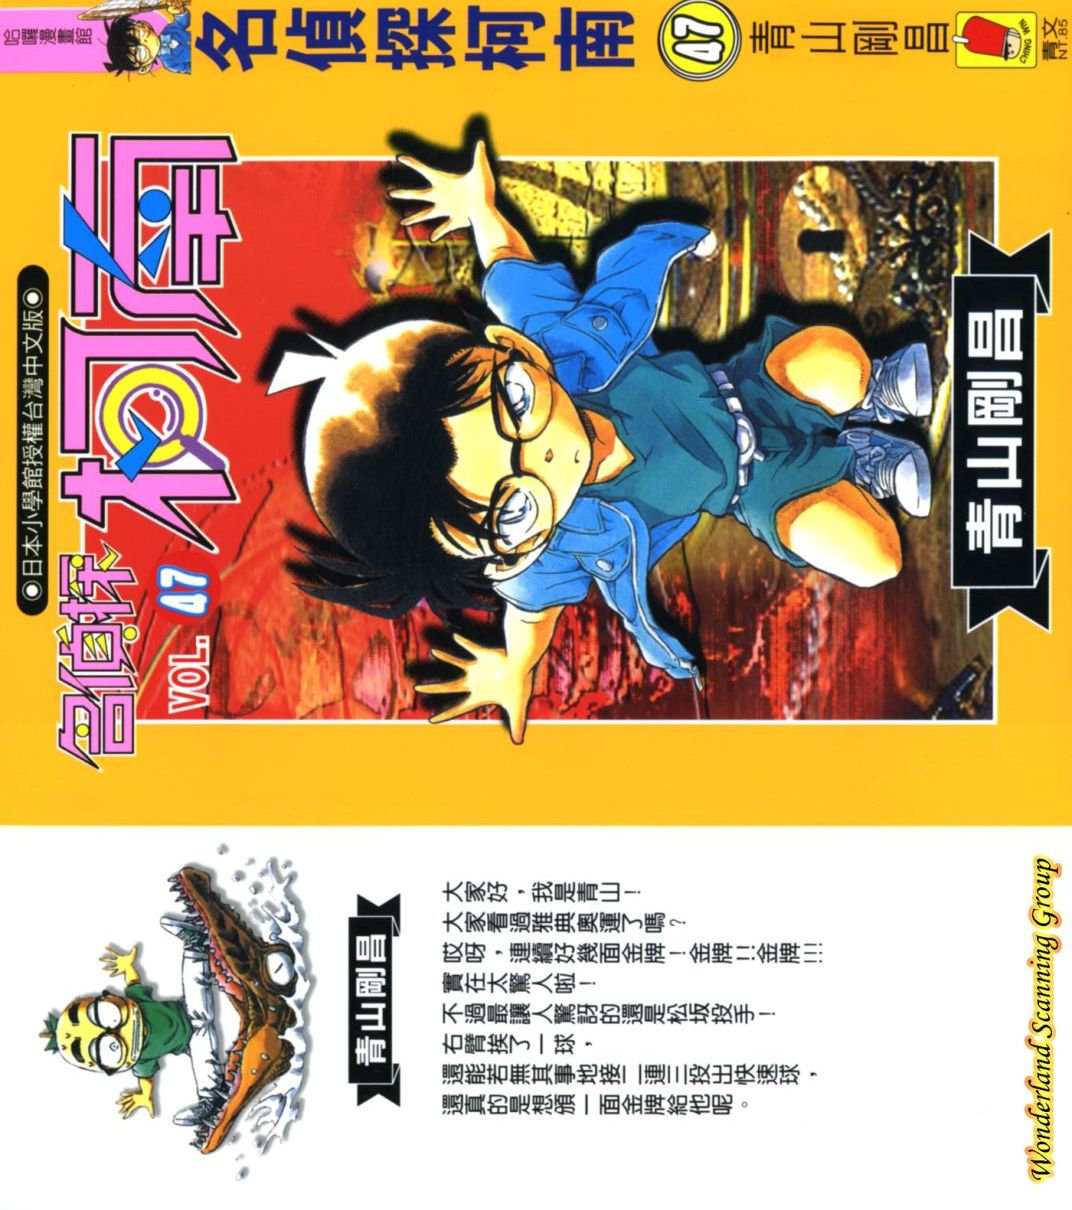 哈囉漫畫館
名偵探柯南
47
青山剛昌
CHING WIN
青文
NT.85
●日本小學館授權台灣中文版●
名偵探
柯南
VOL. 47
青山剛昌
青山剛昌
大家好，我是青山！
大家看過雅典奧運了嗎？
哎呀，連續好幾面金牌！金牌！！金牌！！！
實在太驚人啦！
不過最讓人驚訝的還是松坂投手！
右臂挨了一球，
還能若無其事地接二連三投出快速球，
還真的是想頒一面金牌給他呢。
Wonderland Scanning Group